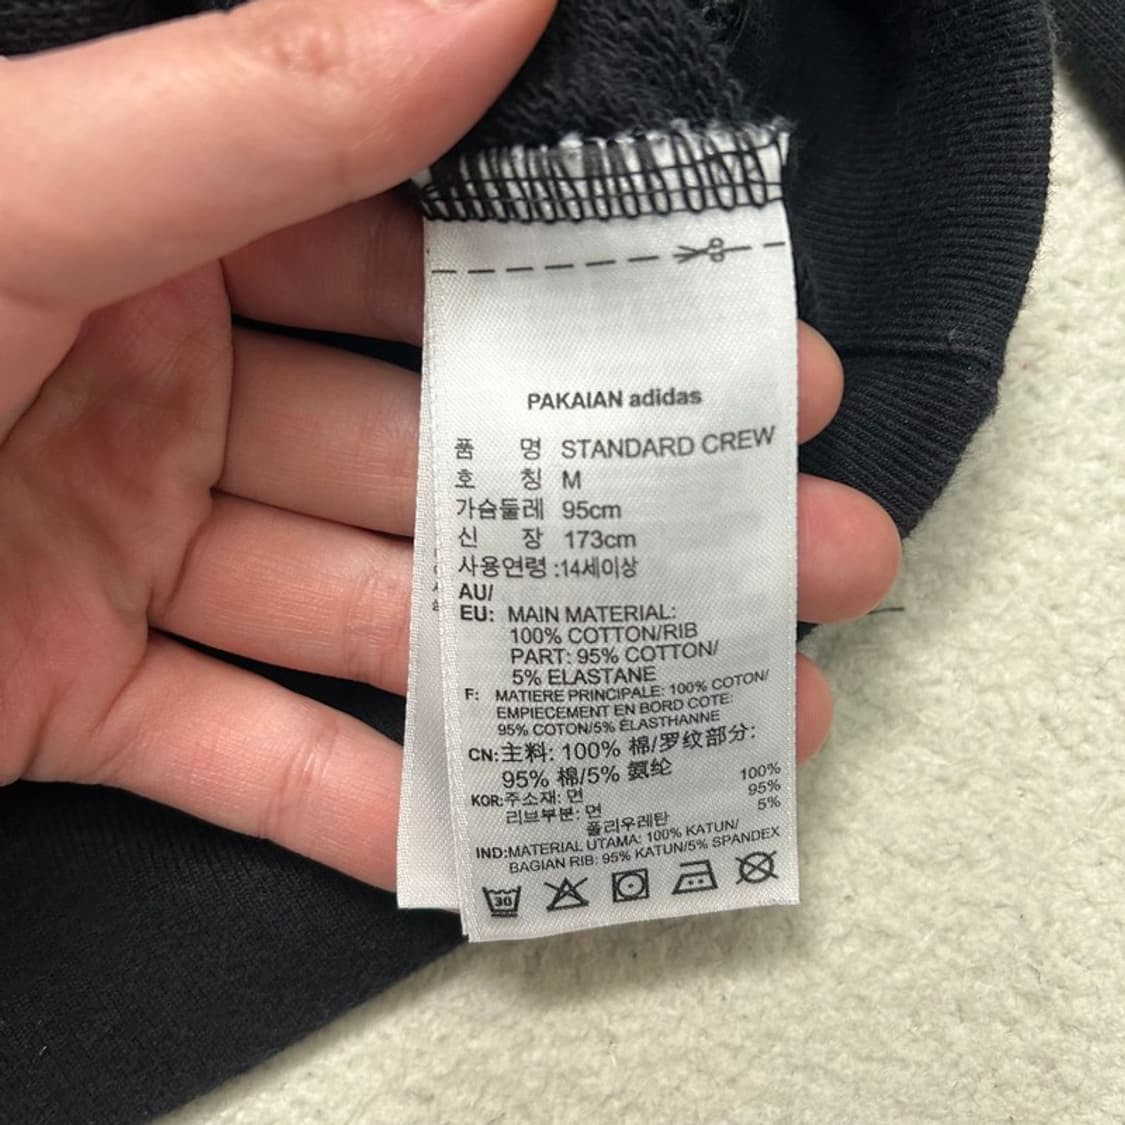 PAKAIAN adidas
품 명 STANDARD CREW
호 칭 M
가슴둘레 95cm
신 장 173cm
사용연령 :14세이상
AU/
EU: MAIN MATERIAL:
100% COTTON/RIB
PART: 95% COTTON/
5% ELASTANE
F: MATIERE PRINCIPALE: 100% COTON/
EMPIECEMENT EN BORD COTE:
95% COTON/5% ÉLASTHANNE
CN:主料: 100% 棉/罗纹部分:
95% 棉/5% 氨纶
KOR:주소재: 면 100%
리브부분: 면 95%
폴리우레탄 5%
IND:MATERIAL UTAMA: 100% KATUN/
BAGIAN RIB: 95% KATUN/5% SPANDEX
30